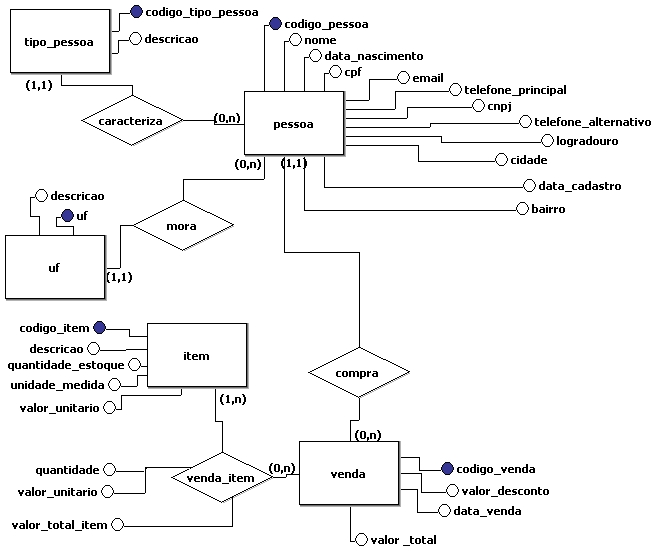 codigo_tipo_pessoa
tipo_pessoa
descricao
(1,1)
caracteriza
(0,n)
codigo_pessoa
nome
data_nascimento
cpf
email
telefone_principal
cnpj
telefone_alternativo
pessoa
logradouro
cidade
(0,n)
(1,1)
data_cadastro
bairro
descricao
uf
mora
uf
(1,1)
codigo_item
descricao
item
quantidade_estoque
unidade_medida
valor_unitario
(1,n)
compra
(0,n)
quantidade
valor_unitario
venda_item
(0,n)
venda
codigo_venda
valor_desconto
data_venda
valor_total_item
valor _total